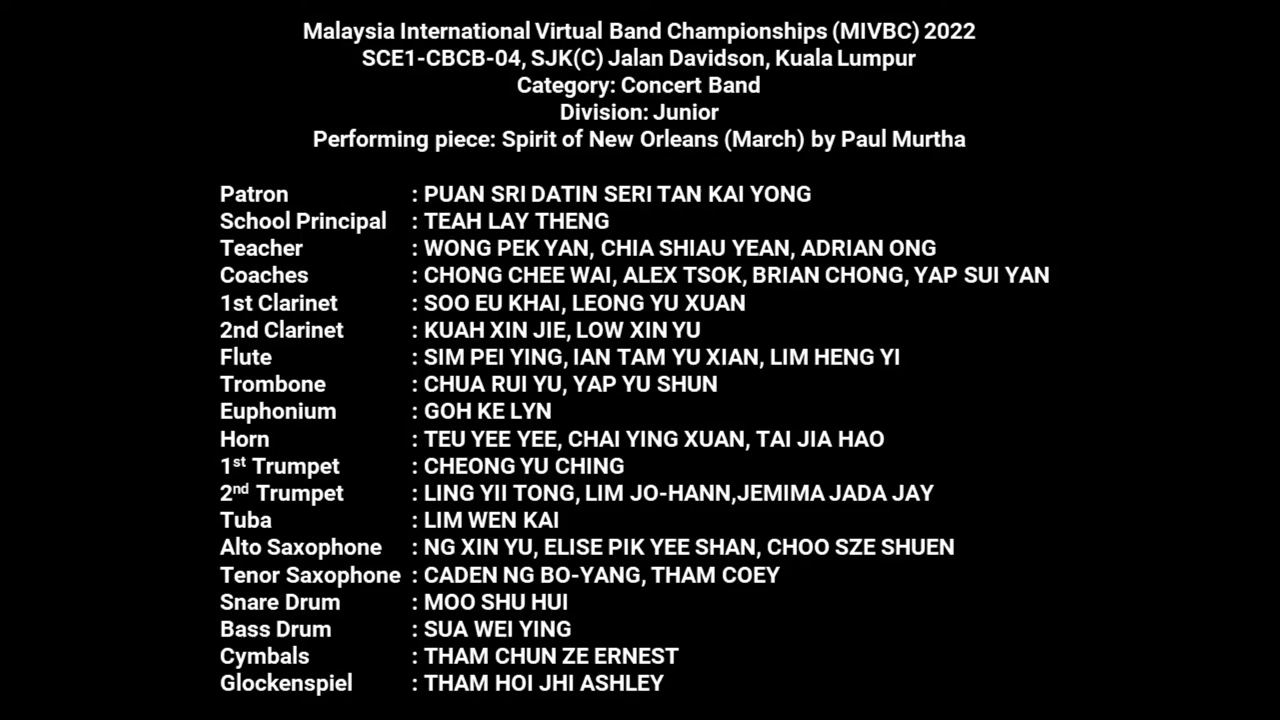 Malaysia International Virtual Band Championships (MIVBC) 2022
SCE1-CBCB-04, SJK(C) Jalan Davidson, Kuala Lumpur
Category: Concert Band
Division: Junior
Performing piece: Spirit of New Orleans (March) by Paul Murtha
Patron : PUAN SRI DATIN SERI TAN KAI YONG
School Principal : TEAH LAY THENG
Teacher : WONG PEK YAN, CHIA SHIAU YEAN, ADRIAN ONG
Coaches : CHONG CHEE WAI, ALEX TSOK, BRIAN CHONG, YAP SUI YAN
1st Clarinet : SOO EU KHAI, LEONG YU XUAN
2nd Clarinet : KUAH XIN JIE, LOW XIN YU
Flute : SIM PEI YING, IAN TAM YU XIAN, LIM HENG YI
Trombone : CHUA RUI YU, YAP YU SHUN
Euphonium : GOH KE LYN
Horn : TEU YEE YEE, CHAI YING XUAN, TAI JIA HAO
1st Trumpet : CHEONG YU CHING
2nd Trumpet : LING YII TONG, LIM JO-HANN,JEMIMA JADA JAY
Tuba : LIM WEN KAI
Alto Saxophone : NG XIN YU, ELISE PIK YEE SHAN, CHOO SZE SHUEN
Tenor Saxophone : CADEN NG BO-YANG, THAM COEY
Snare Drum : MOO SHU HUI
Bass Drum : SUA WEI YING
Cymbals : THAM CHUN ZE ERNEST
Glockenspiel : THAM HOI JHI ASHLEY